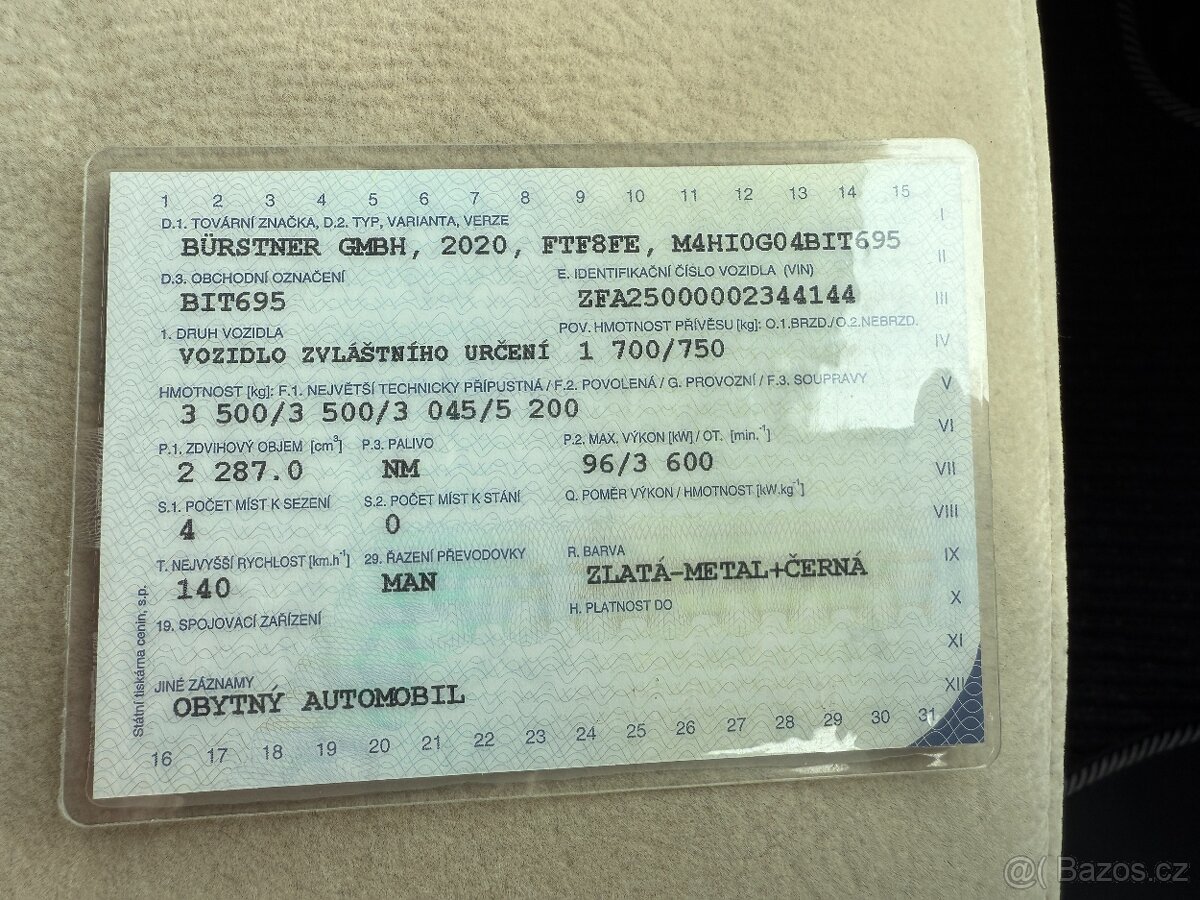 1 2 3 4 5 6 7 8 9 10 11 12 13 14 15
D.1. TOVÁRNÍ ZNAČKA, D.2. TYP, VARIANTA, VERZE
BÜRSTNER GMBH, 2020, FTF8FE, M4HI0G04BIT695
D.3. OBCHODNÍ OZNAČENÍ E. IDENTIFIKAČNÍ ČÍSLO VOZIDLA (VIN)
BIT695 ZFA25000002344144
1. DRUH VOZIDLA POV. HMOTNOST PŘÍVĚSU [kg]: O.1.BRZD./O.2.NEBRZD.
VOZIDLO ZVLÁŠTNÍHO URČENÍ 1 700/750
HMOTNOST [kg]: F.1. NEJVĚTŠÍ TECHNICKY PŘÍPUSTNÁ / F.2. POVOLENÁ / G. PROVOZNÍ / F.3. SOUPRAVY
3 500/3 500/3 045/5 200
P.1. ZDVIHOVÝ OBJEM [cm³] P.3. PALIVO P.2. MAX. VÝKON [kW] / OT. [min.⁻¹]
2 287.0 NM 96/3 600
S.1. POČET MÍST K SEZENÍ S.2. POČET MÍST K STÁNÍ Q. POMĚR VÝKON / HMOTNOST [kW.kg⁻¹]
4 0
T. NEJVYŠŠÍ RYCHLOST [km.h⁻¹] 29. ŘAZENÍ PŘEVODOVKY R. BARVA
140 MAN ZLATÁ-METAL+ČERNÁ
19. SPOJOVACÍ ZAŘÍZENÍ H. PLATNOST DO
JINÉ ZÁZNAMY
OBYTNÝ AUTOMOBIL
16 17 18 19 20 21 22 23 24 25 26 27 28 29 30 31
I
II
III
IV
V
VI
VII
VIII
IX
X
XI
XII
Státní tiskárna cenin, s.p.
@( Bazos.cz